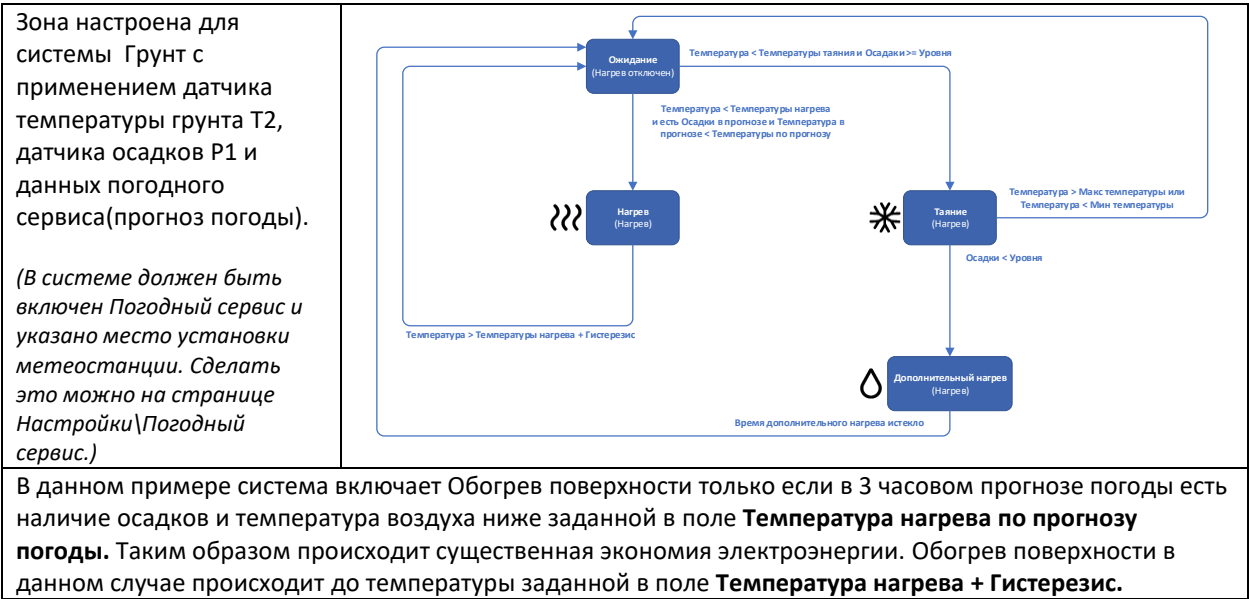 Зона настроена для
системы Грунт с
применением датчика
температуры грунта T2,
датчика осадков P1 и
данных погодного
сервиса(прогноз погоды).
(В системе должен быть
включен Погодный сервис и
указано место установки
метеостанции. Сделать
это можно на странице
Настройки\Погодный
сервис.)
Ожидание
(Нагрев отключен)
Температура < Температуры таяния и Осадаки >= Уровня
Температура < Температуры нагрева
и есть Осадки в прогнозе и Температура в
прогнозе < Температуры по прогнозу
Нагрев
(Нагрев)
Таяние
(Нагрев)
Температура > Макс температуры или
Температура < Мин температуры
Осадки < Уровня
Температура > Температуры нагрева + Гистерезис
Дополнительный нагрев
(Нагрев)
Время дополнительного нагрева истекло
В данном примере система включает Обогрев поверхности только если в 3 часовом прогнозе погоды есть
наличие осадков и температура воздуха ниже заданной в поле Температура нагрева по прогнозу
погоды. Таким образом происходит существенная экономия электроэнергии. Обогрев поверхности в
данном случае происходит до температуры заданной в поле Температура нагрева + Гистерезис.